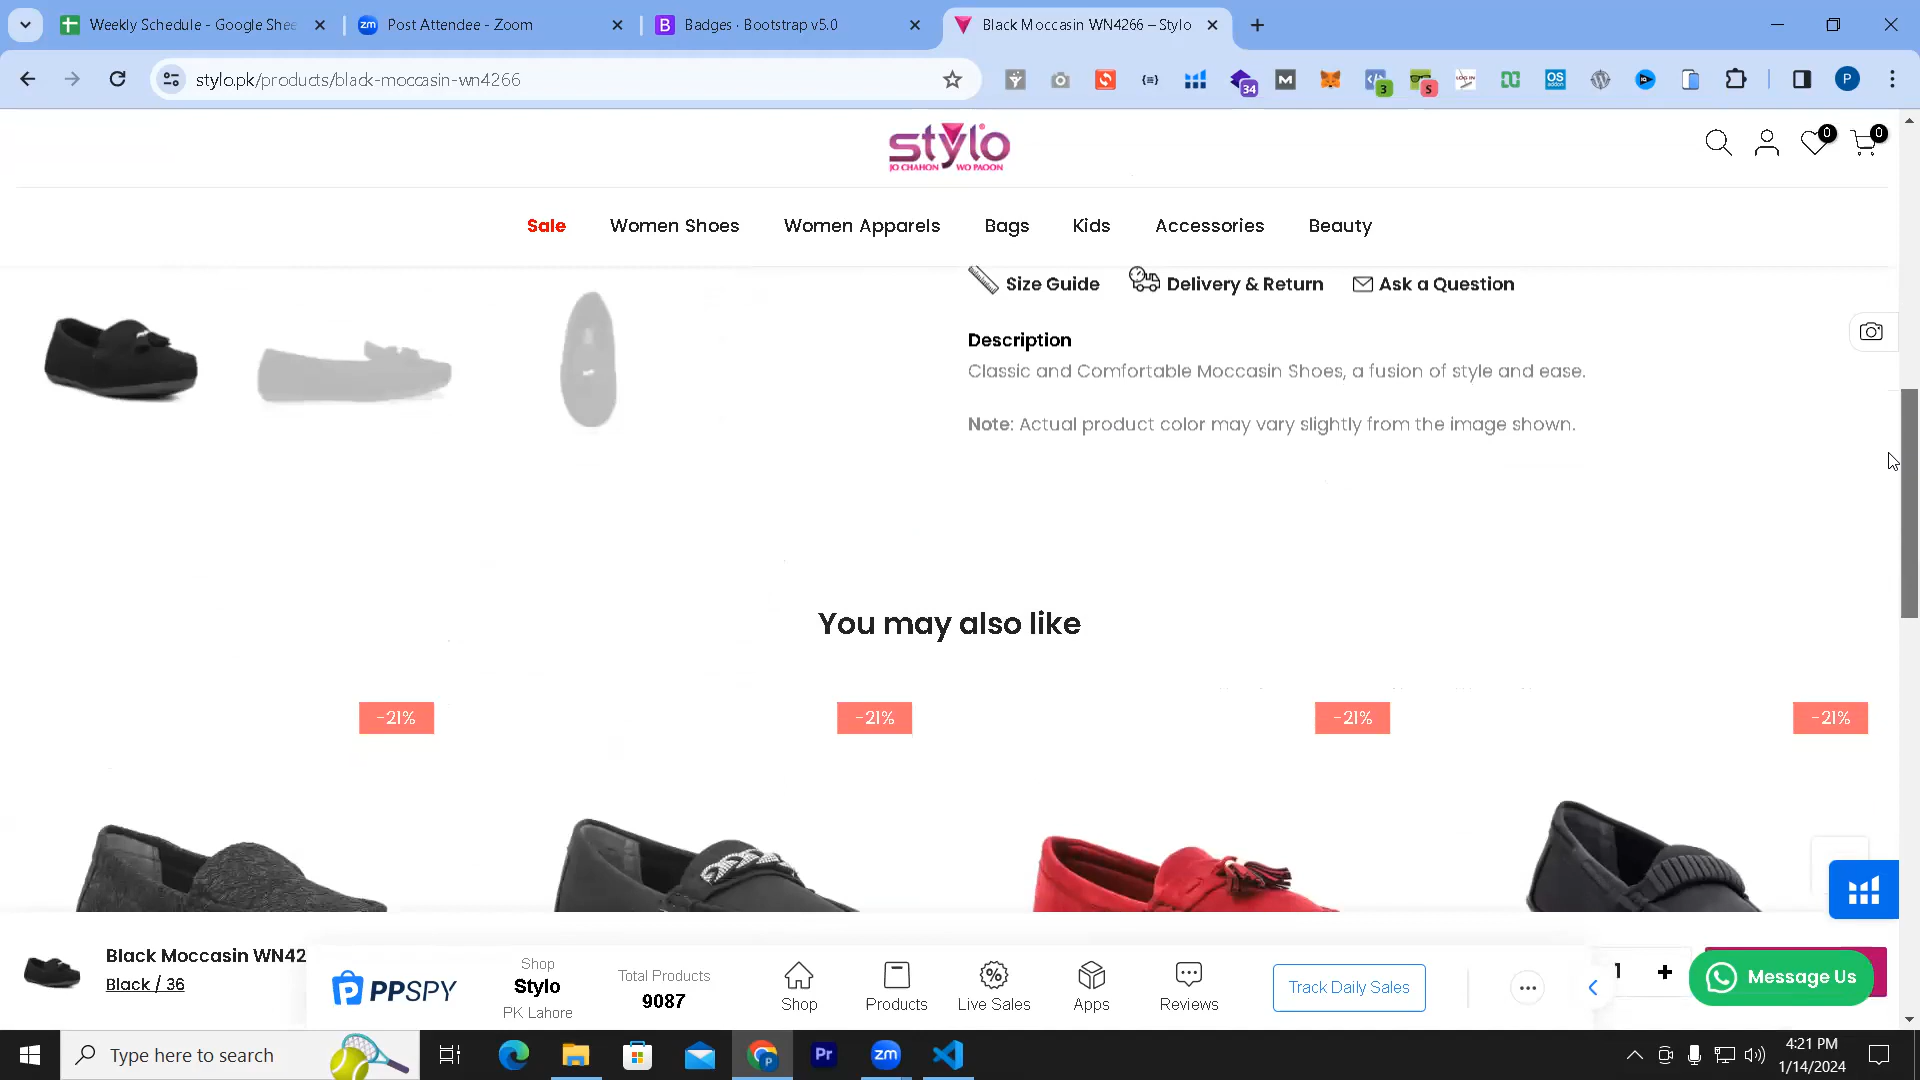 Weekly Schedule - Google Shee
Post Attendee - Zoom
Badges · Bootstrap v5.0
Black Moccasin WN4266 – Stylo
stylo.pk/products/black-moccasin-wn4266
34
3
S
OS
P
stylo
JO CHAHON WO PAOON
0
0
Sale
Women Shoes
Women Apparels
Bags
Kids
Accessories
Beauty
Size Guide
Delivery & Return
Ask a Question
Description
Classic and Comfortable Moccasin Shoes, a fusion of style and ease.
Note: Actual product color may vary slightly from the image shown.
You may also like
-21%
-21%
-21%
-21%
Black Moccasin WN42
Black / 36
PPSPY
Shop
Stylo
PK Lahore
Total Products
9087
Shop
Products
Live Sales
Apps
Reviews
Track Daily Sales
1
+
Message Us
Type here to search
Pr
zm
4:21 PM
1/14/2024